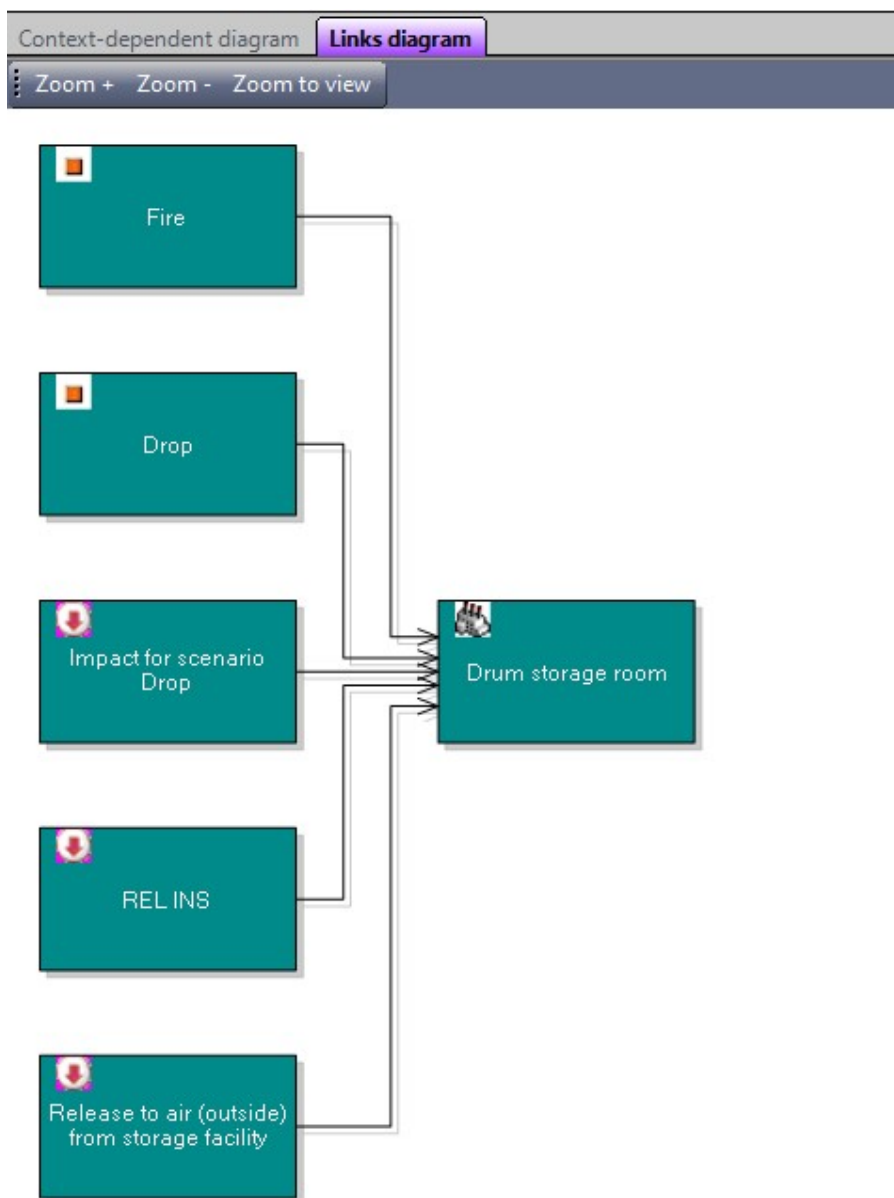 Context-dependent diagram Links diagram
Zoom + Zoom - Zoom to view
Fire
Drop
Impact for scenario
Drop
Drum storage room
REL INS
Release to air (outside)
from storage facility